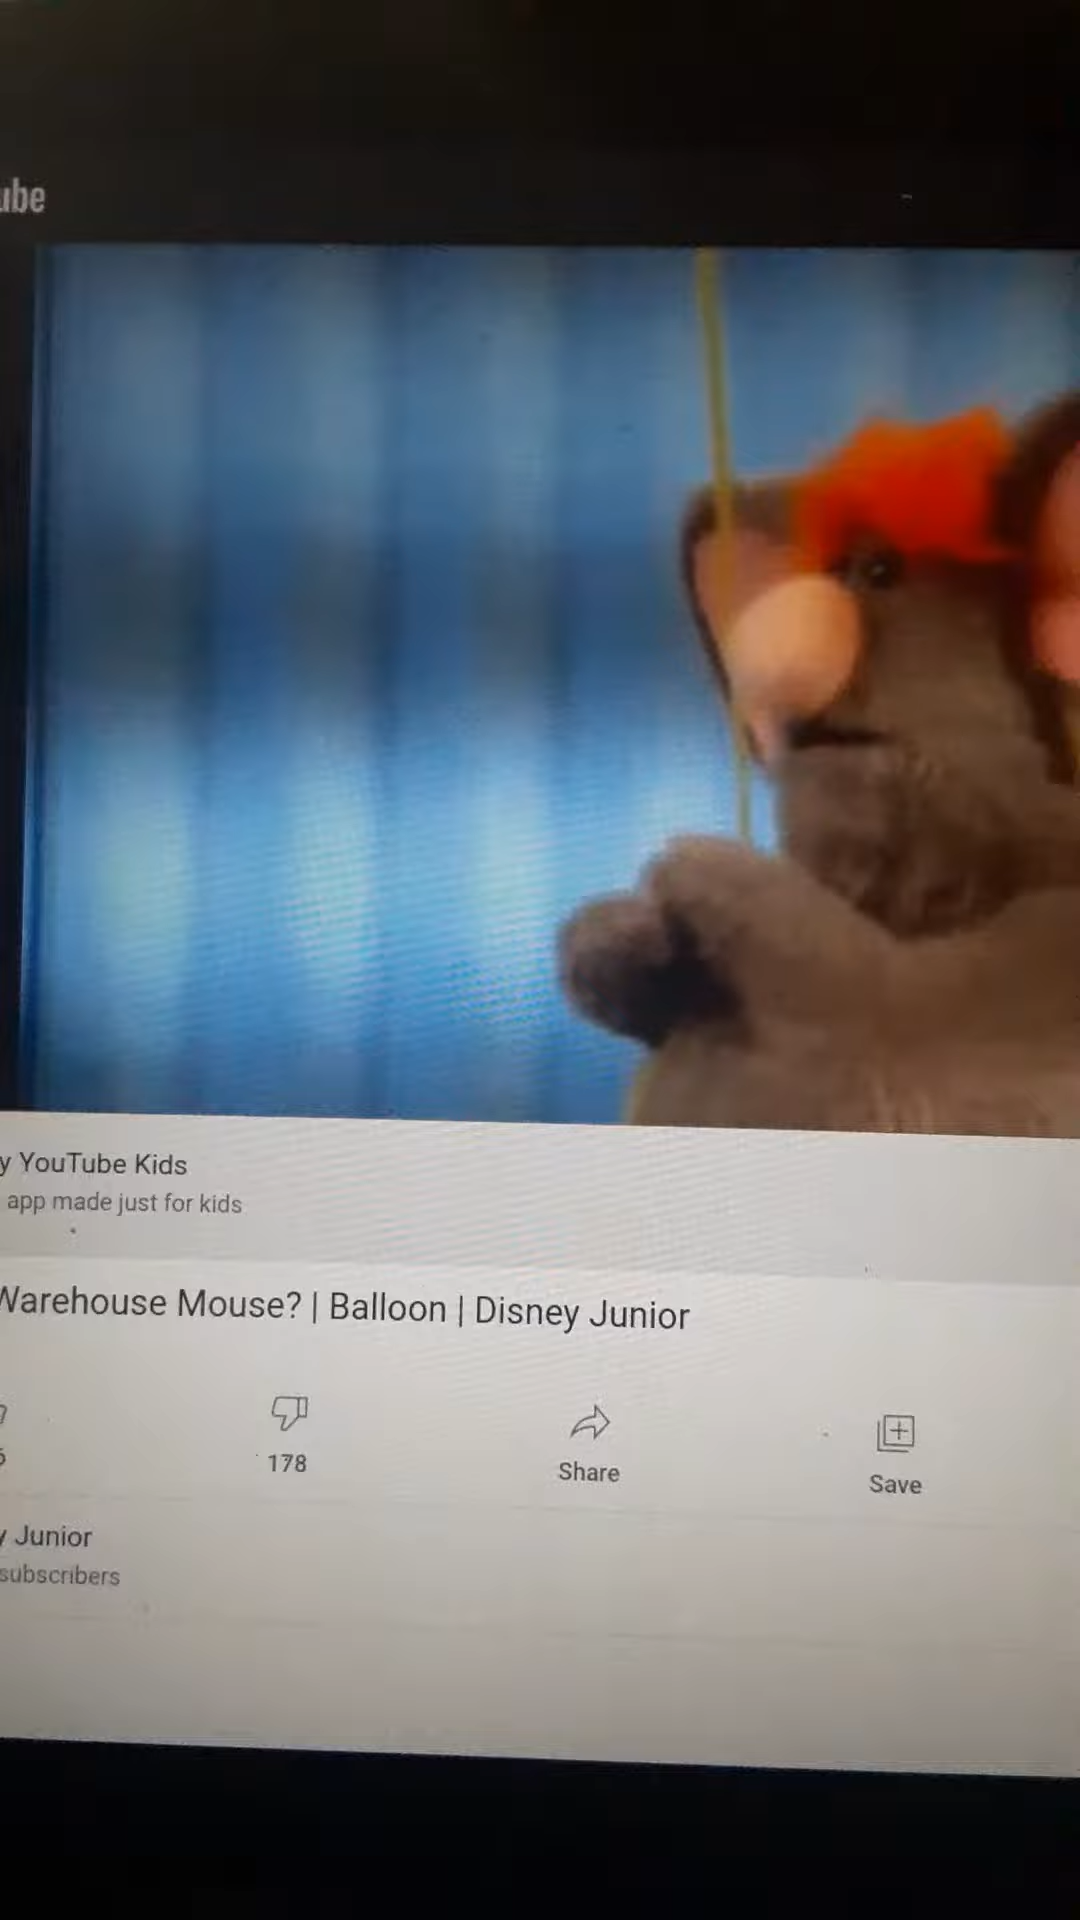 ube
y YouTube Kids
app made just for kids
Warehouse Mouse? | Balloon | Disney Junior
178
Share
Save
y Junior
subscribers